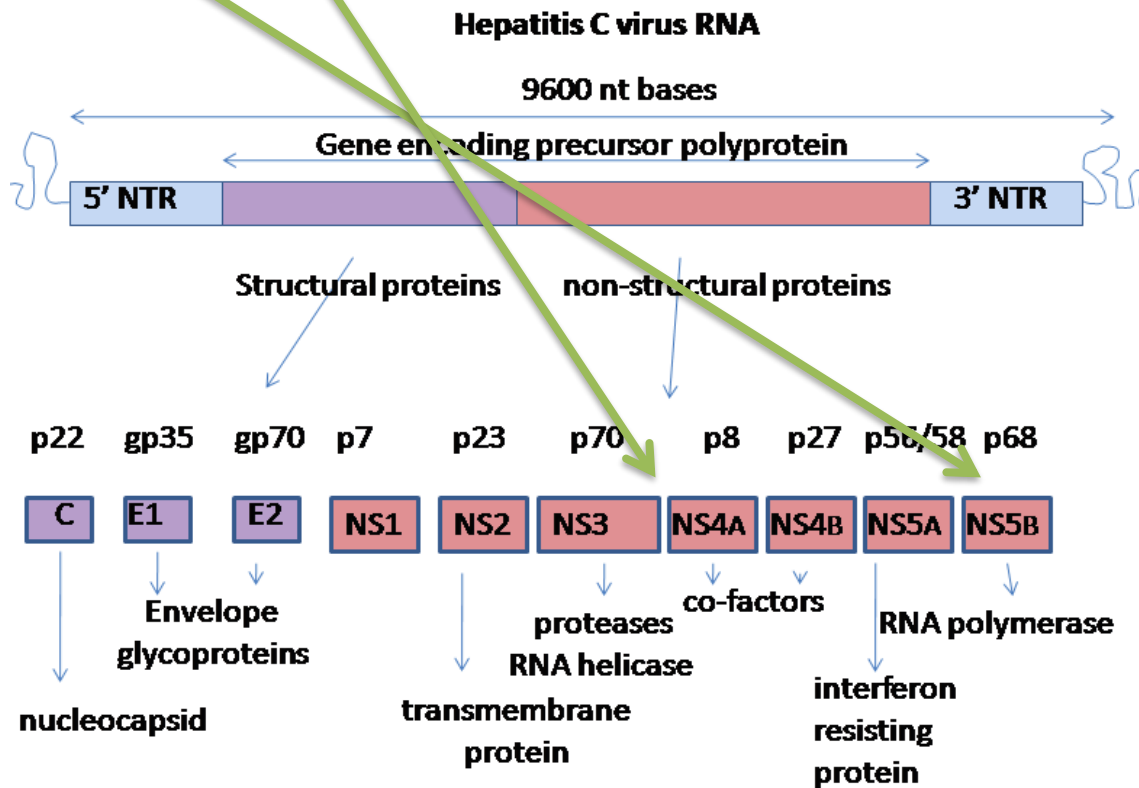 Hepatitis C virus RNA
9600 nt bases
Gene encoding precursor polyprotein
5’ NTR 3’ NTR
Structural proteins non-structural proteins
p22 gp35 gp70 p7 p23 p70 p8 p27 p56/58 p68
C E1 E2 NS1 NS2 NS3 NS4A NS4B NS5A NS5B
Envelope
glycoproteins
nucleocapsid
transmembrane
protein
proteases
RNA helicase
co-factors
interferon
resisting
protein
RNA polymerase